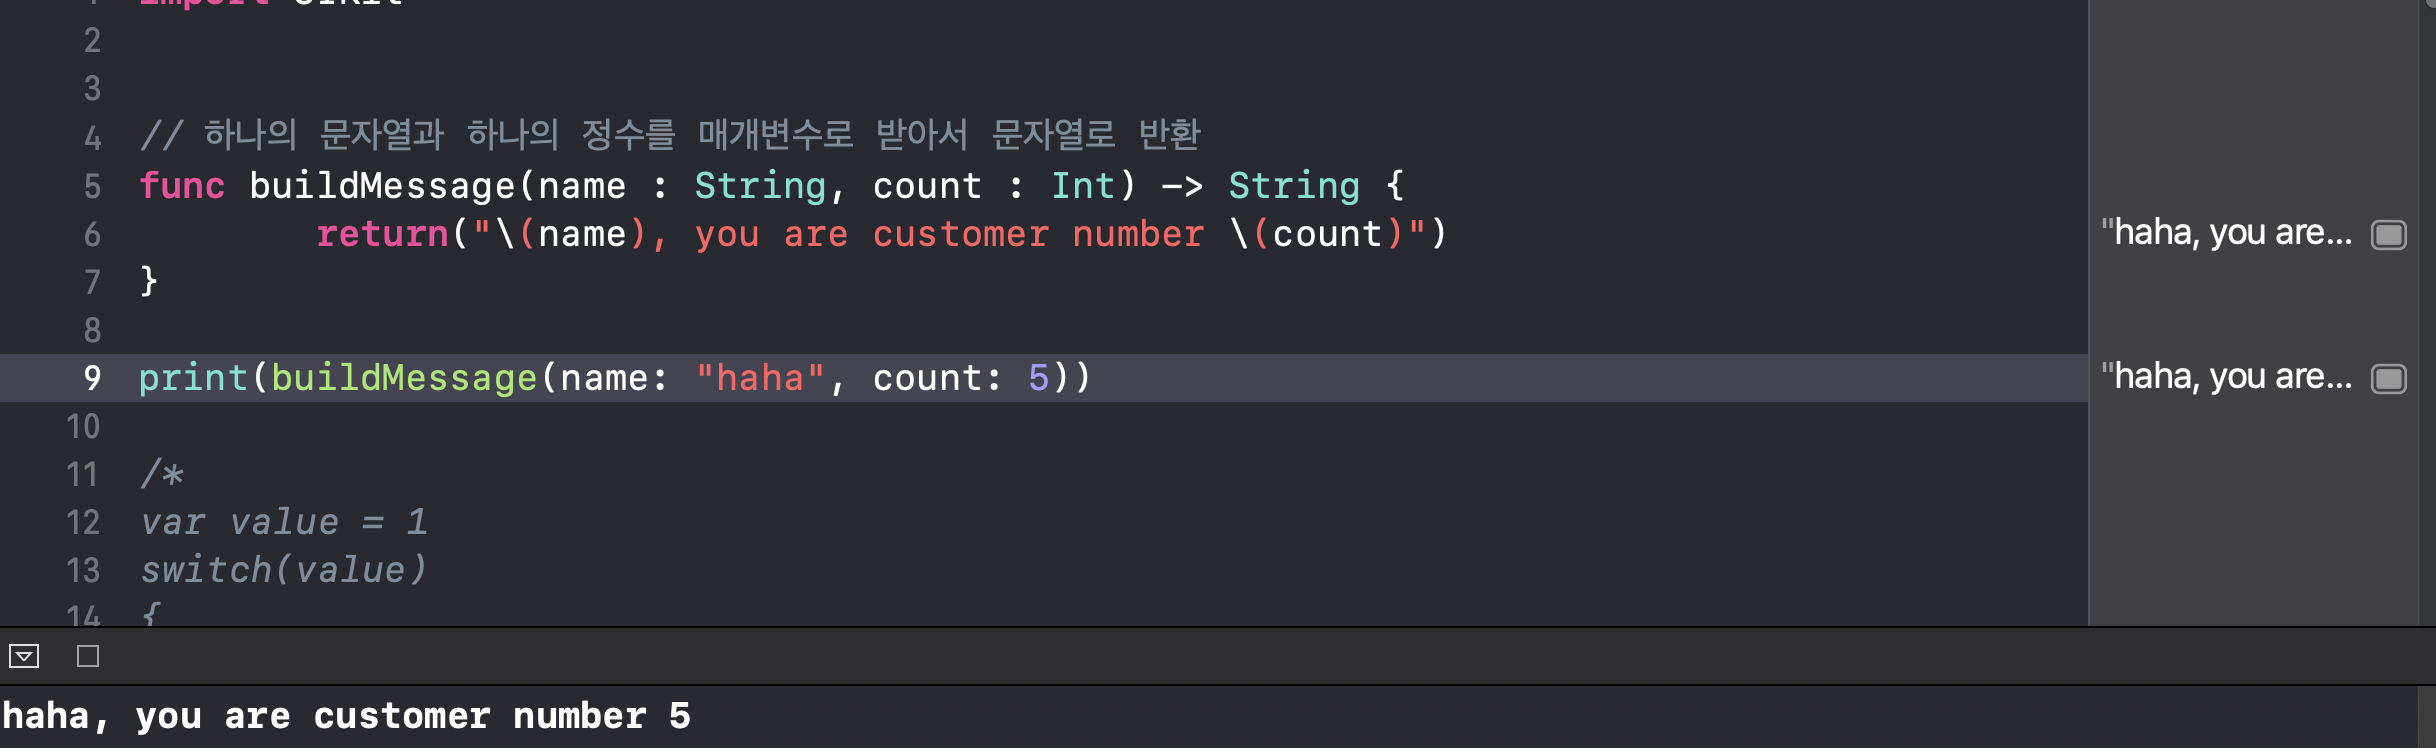 import UIKit
2
3
4 // 하나의 문자열과 하나의 정수를 매개변수로 받아서 문자열로 반환
5 func buildMessage(name : String, count : Int) -> String {
6 return("\(name), you are customer number \(count)")
"haha, you are...
7 }
8
9 print(buildMessage(name: "haha", count: 5))
"haha, you are...
10
11 /*
12 var value = 1
13 switch(value)
14 {
haha, you are customer number 5